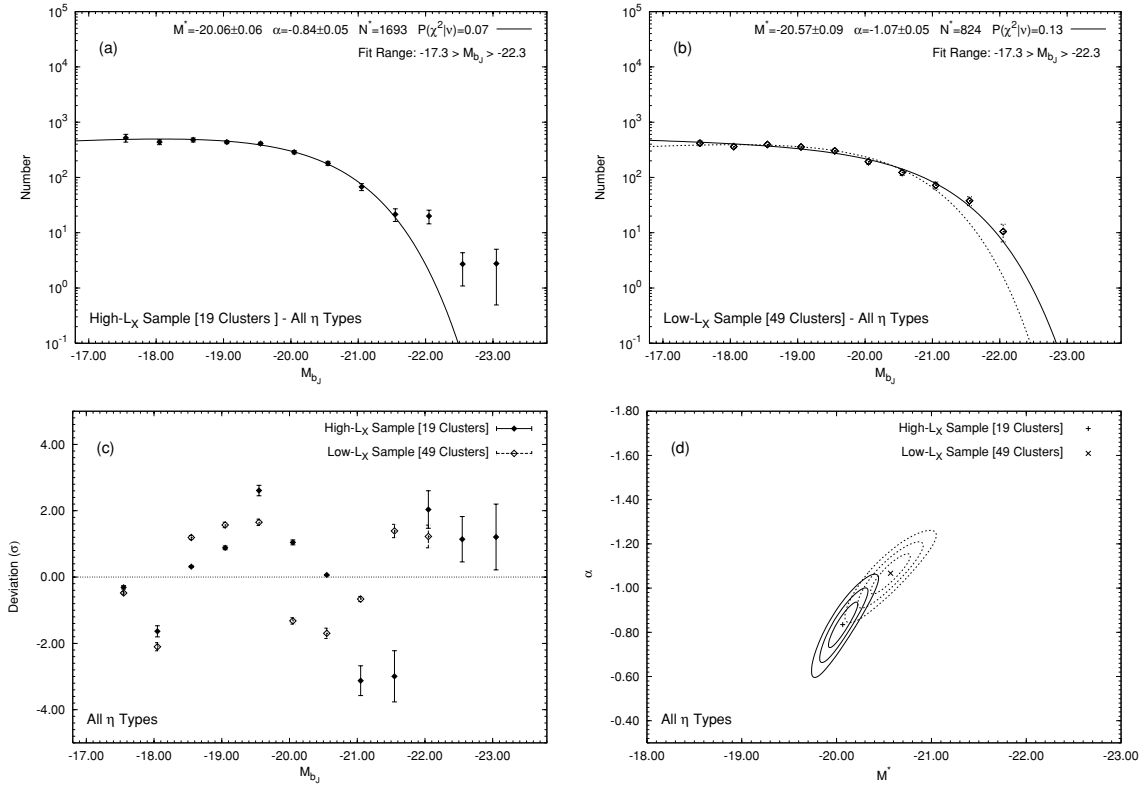 (a)
M*=-20.06±0.06 α=-0.84±0.05 N*=1693 P(χ²|ν)=0.07
Fit Range: -17.3 > M_bJ > -22.3
Number
10^5
10^4
10^3
10^2
10^1
10^0
10^-1
High-L_X Sample [19 Clusters ] - All η Types
-17.00 -18.00 -19.00 -20.00 -21.00 -22.00 -23.00
M_bJ
(b)
M*=-20.57±0.09 α=-1.07±0.05 N*=824 P(χ²|ν)=0.13
Fit Range: -17.3 > M_bJ > -22.3
Number
10^5
10^4
10^3
10^2
10^1
10^0
10^-1
Low-L_X Sample [49 Clusters] - All η Types
-17.00 -18.00 -19.00 -20.00 -21.00 -22.00 -23.00
M_bJ
(c)
High-L_X Sample [19 Clusters]
Low-L_X Sample [49 Clusters]
Deviation (σ)
4.00
2.00
0.00
-2.00
-4.00
All η Types
-17.00 -18.00 -19.00 -20.00 -21.00 -22.00 -23.00
M_bJ
(d)
High-L_X Sample [19 Clusters]
Low-L_X Sample [49 Clusters]
α
-1.80
-1.60
-1.40
-1.20
-1.00
-0.80
-0.60
-0.40
All η Types
-18.00 -19.00 -20.00 -21.00 -22.00 -23.00
M*